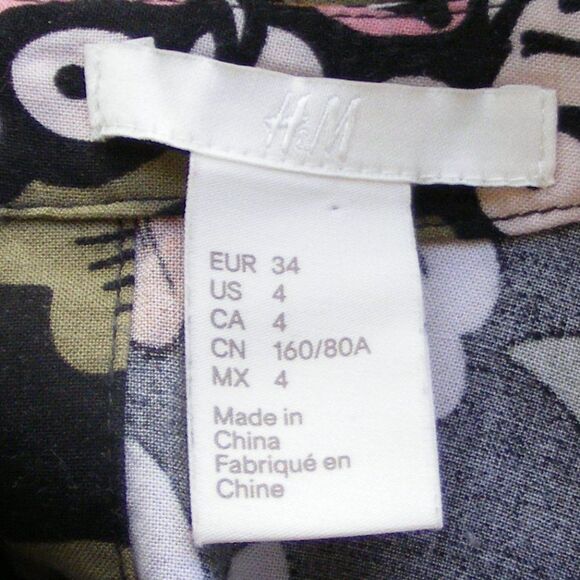 H&M
EUR 34
US 4
CA 4
CN 160/80A
MX 4
Made in
China
Fabriqué en
Chine